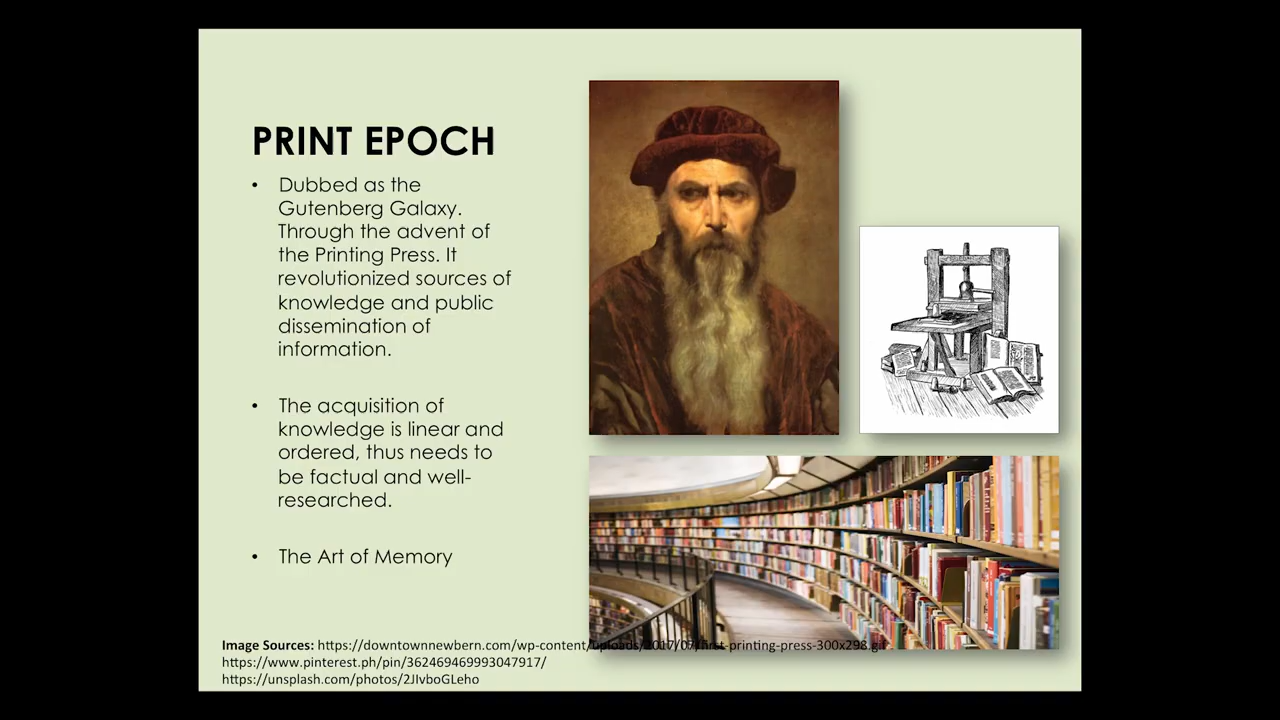 PRINT EPOCH
• Dubbed as the
Gutenberg Galaxy.
Through the advent of
the Printing Press. It
revolutionized sources of
knowledge and public
dissemination of
information.
• The acquisition of
knowledge is linear and
ordered, thus needs to
be factual and well-
researched.
• The Art of Memory
Image Sources: https://downtownnewbern.com/wp-content/uploads/2017/07/first-printing-press-300x298.gif
https://www.pinterest.ph/pin/362469469993047917/
https://unsplash.com/photos/2JIvboGLeho